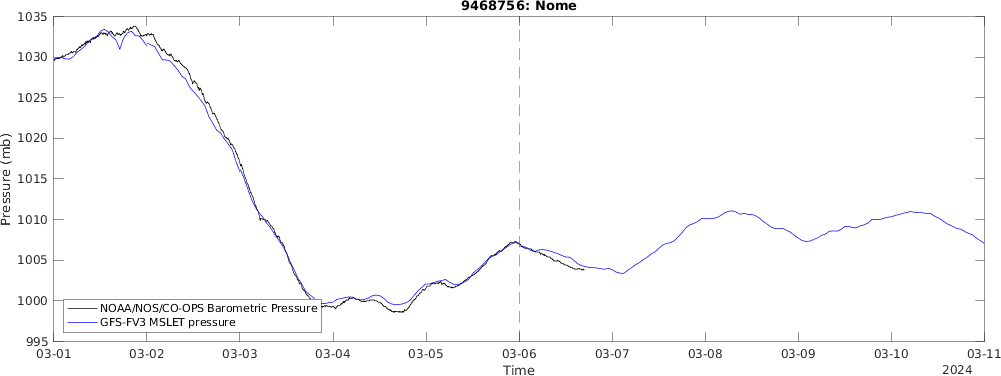 9468756: Nome
1035
1030
1025
1020
1015
1010
1005
1000
995
Pressure (mb)
NOAA/NOS/CO-OPS Barometric Pressure
GFS-FV3 MSLET pressure
03-01 03-02 03-03 03-04 03-05 03-06 03-07 03-08 03-09 03-10 03-11
Time
2024